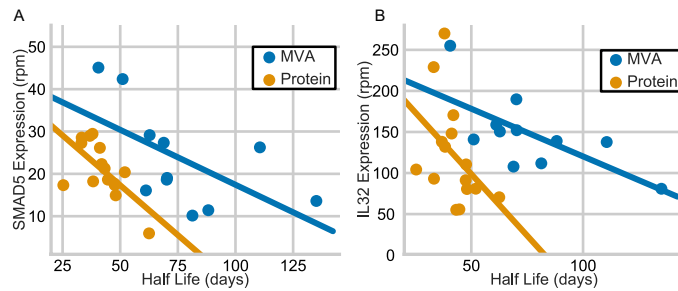 A
SMAD5 Expression (rpm)
50
40
30
20
10
MVA
Protein
25
50
75
100
125
Half Life (days)
B
IL32 Expression (rpm)
250
200
150
100
50
0
MVA
Protein
50
100
Half Life (days)